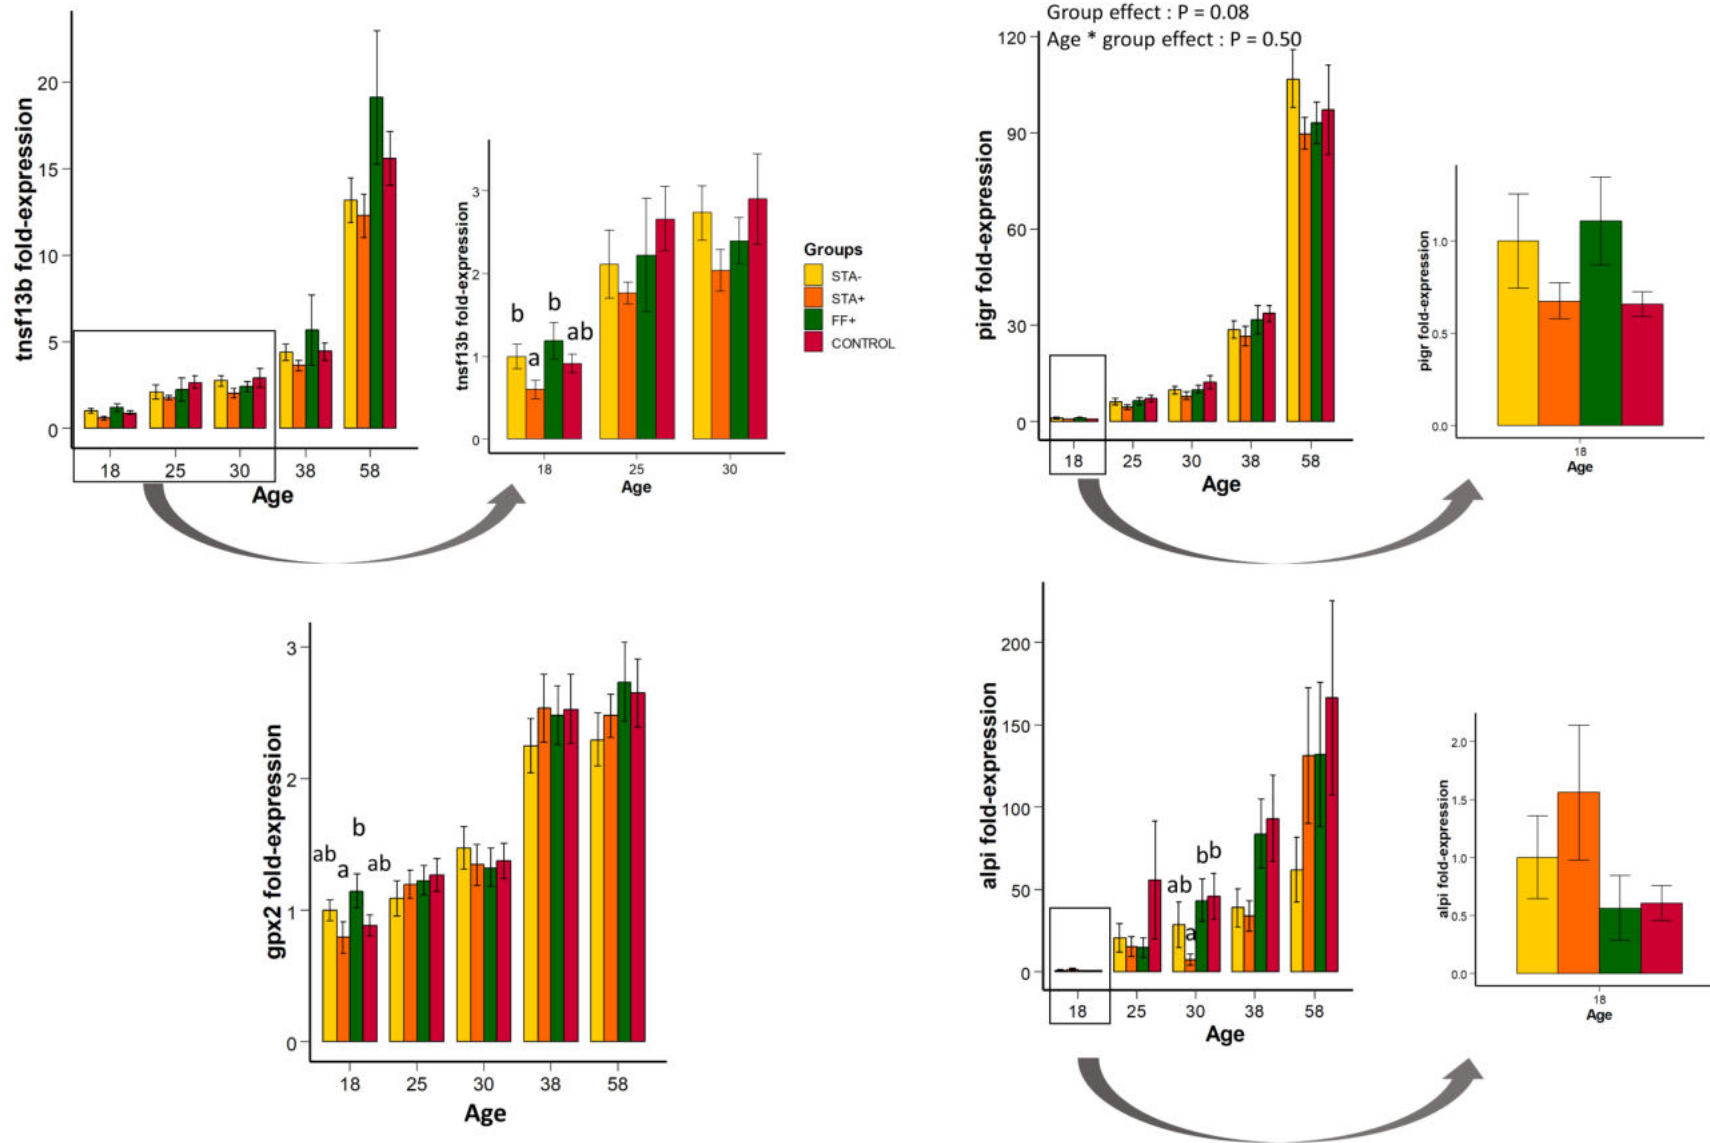 tnsf13b fold-expression
20
15
10
5
0
18 25 30 38 58
Age
tnsf13b fold-expression
3
2
1
0
b
a
b
ab
18 25 30
Age
Groups
STA-
STA+
FF+
CONTROL
Group effect : P = 0.08
Age * group effect : P = 0.50
pigr fold-expression
120
90
60
30
0
18 25 30 38 58
Age
pigr fold-expression
1.0
0.5
0.0
18
Age
gpx2 fold-expression
3
2
1
0
ab
a
b
ab
18 25 30 38 58
Age
alpi fold-expression
200
150
100
50
0
ab
a
b
b
18 25 30 38 58
Age
alpi fold-expression
2.0
1.5
1.0
0.5
0.0
18
Age